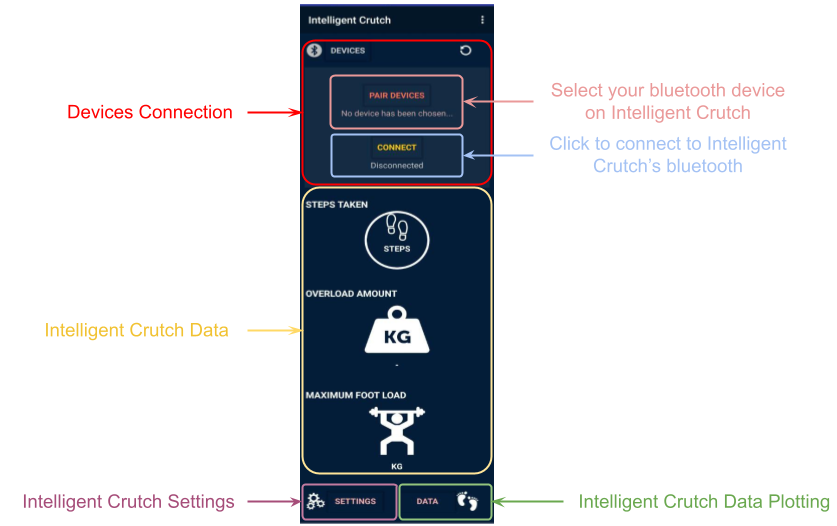 Intelligent Crutch
DEVICES
PAIR DEVICES
No device has been chosen...
CONNECT
Disconnected
Devices Connection
Select your bluetooth device
on Intelligent Crutch
Click to connect to Intelligent
Crutch's bluetooth
STEPS TAKEN
STEPS
OVERLOAD AMOUNT
KG
-
Intelligent Crutch Data
MAXIMUM FOOT LOAD
KG
Intelligent Crutch Settings
SETTINGS
DATA
Intelligent Crutch Data Plotting